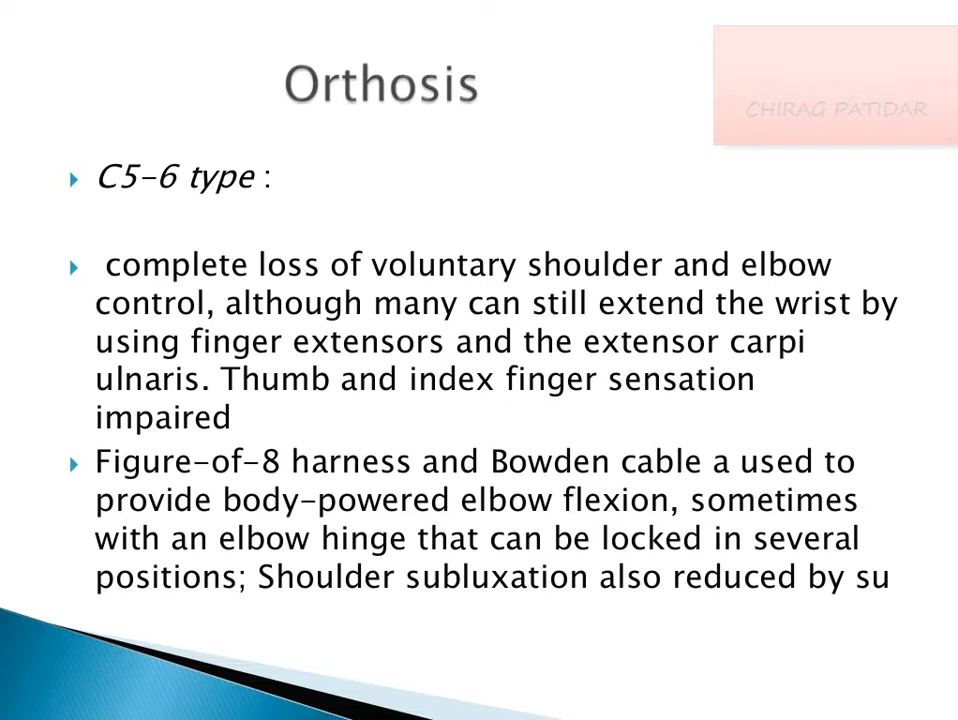 Orthosis
CHIRAG PATIDAR
C5-6 type :
complete loss of voluntary shoulder and elbow
control, although many can still extend the wrist by
using finger extensors and the extensor carpi
ulnaris. Thumb and index finger sensation
impaired
Figure-of-8 harness and Bowden cable a used to
provide body-powered elbow flexion, sometimes
with an elbow hinge that can be locked in several
positions; Shoulder subluxation also reduced by su